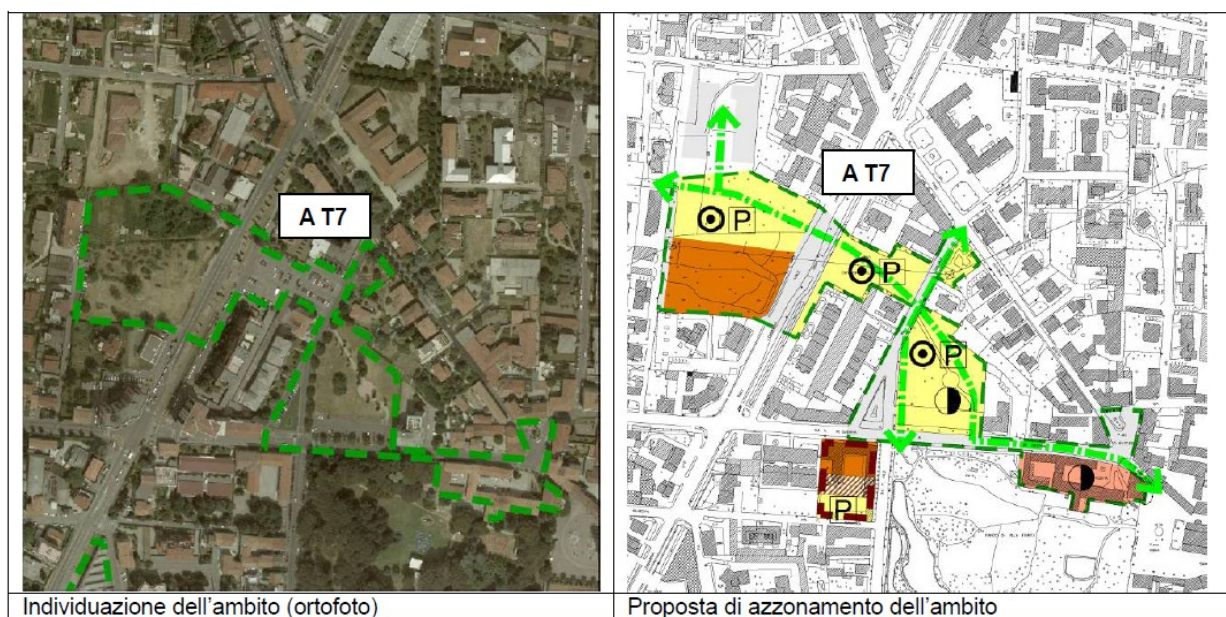 A T7
A T7
P
P
P
P
Individuazione dell'ambito (ortofoto)
Proposta di azzonamento dell'ambito